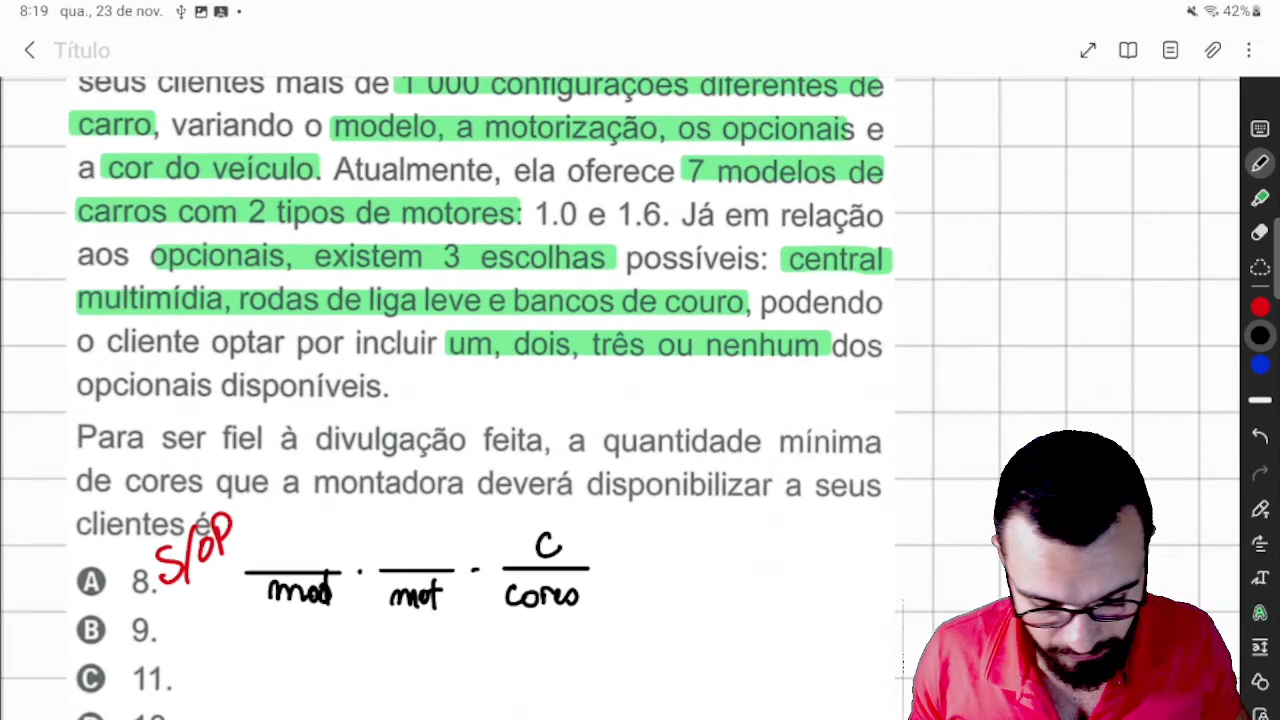 8:19 qua., 23 de nov.
42%
Título
seus clientes mais de 1 000 configurações diferentes de
carro, variando o modelo, a motorização, os opcionais e
a cor do veículo. Atualmente, ela oferece 7 modelos de
carros com 2 tipos de motores: 1.0 e 1.6. Já em relação
aos opcionais, existem 3 escolhas possíveis: central
multimídia, rodas de liga leve e bancos de couro, podendo
o cliente optar por incluir um, dois, três ou nenhum dos
opcionais disponíveis.
Para ser fiel à divulgação feita, a quantidade mínima
de cores que a montadora deverá disponibilizar a seus
clientes é
S/OP
C
mod . mot . cores
A 8.
B 9.
C 11.